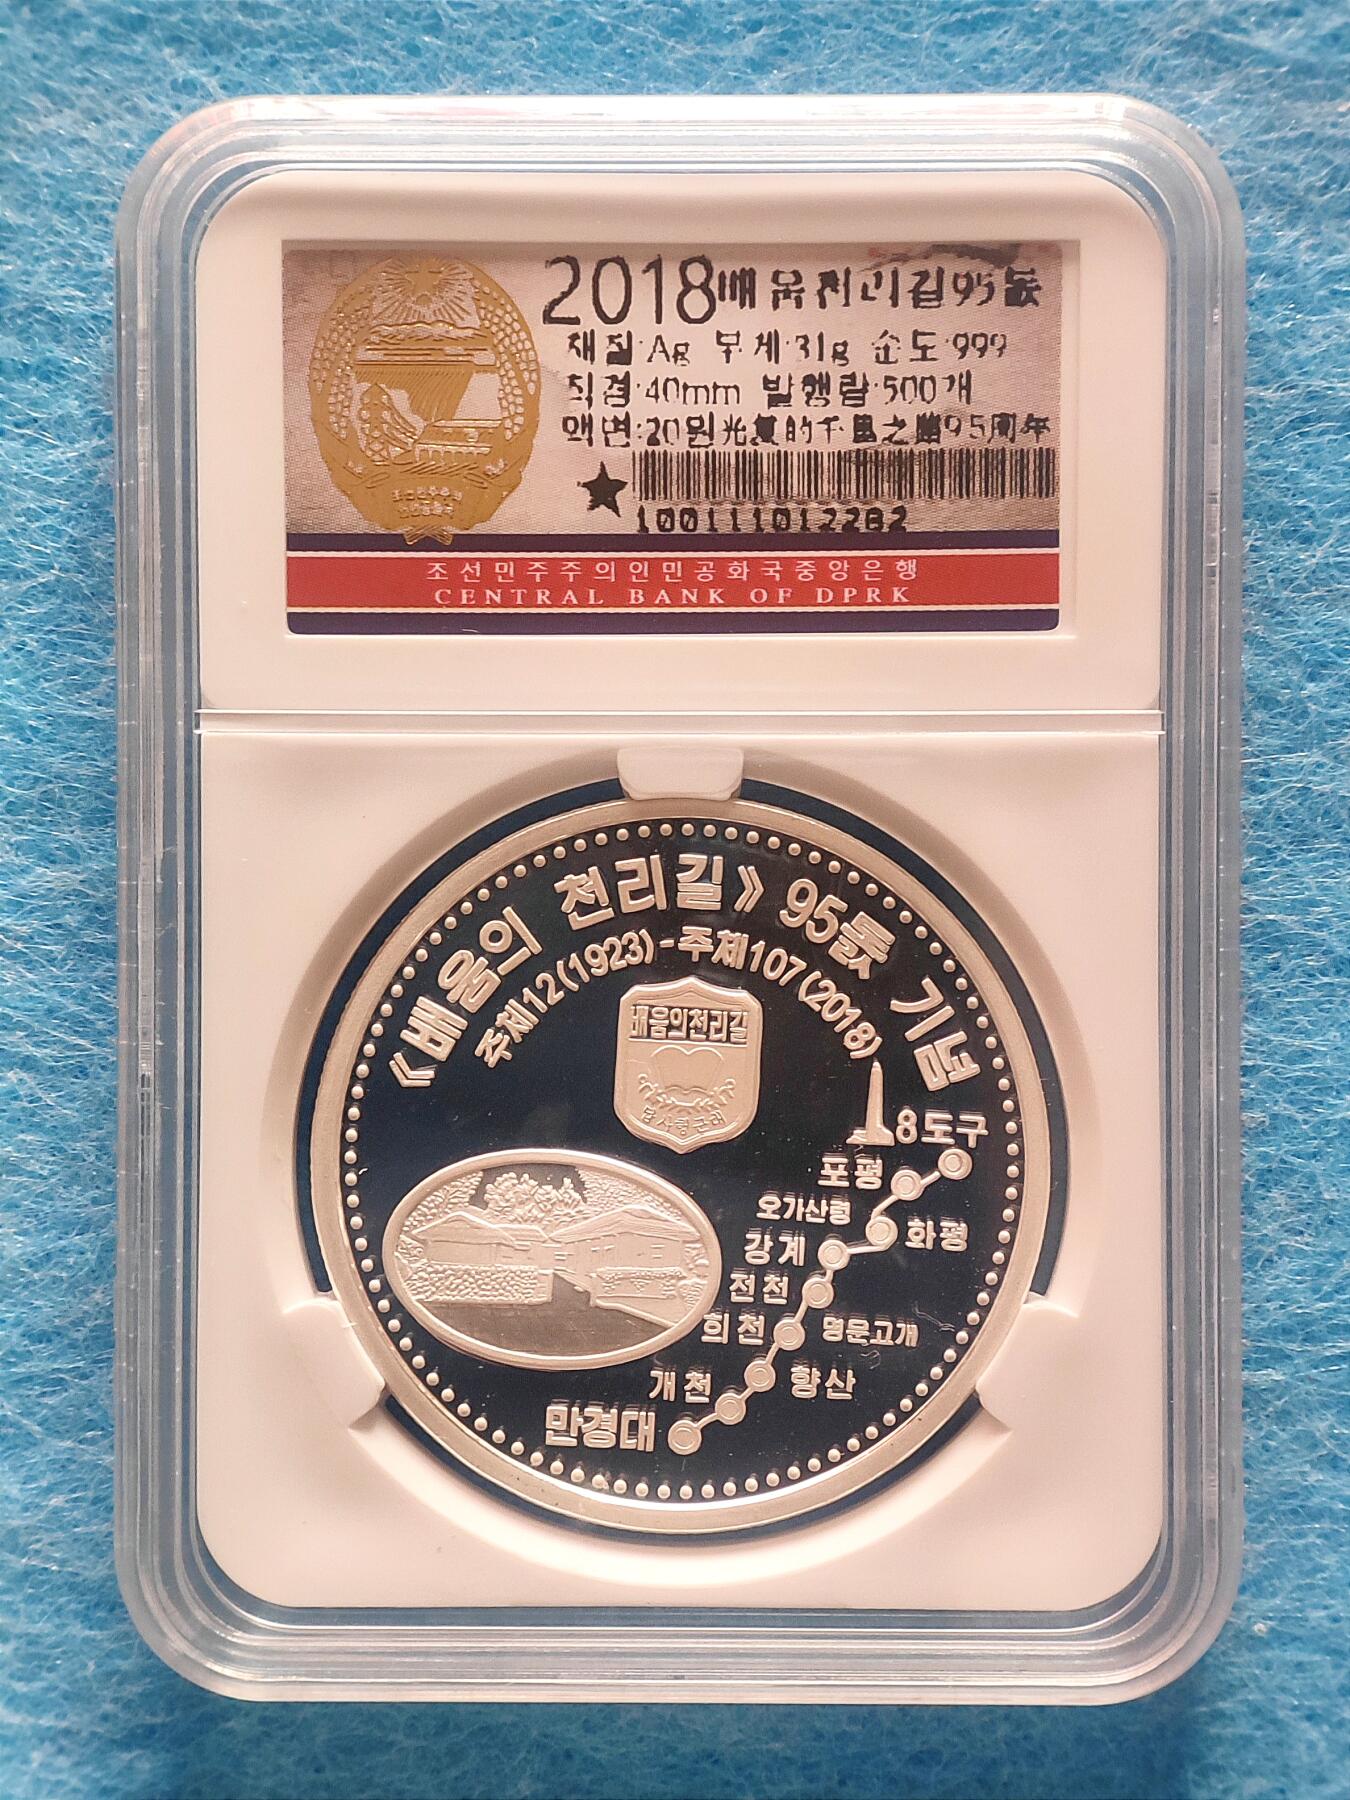 2018배움천리길95돐
재질:Ag 무게:31g 순도:999
직경:40mm 발행량:500개
액면:20원光复的千里之路95周年
100111012282
조선민주주의인민공화국중앙은행
CENTRAL BANK OF DPRK
《배움의 천리길》 95돐 기념
주체12(1923)-주체107(2018)
배움의천리길
답사행군대
8도구
포평
오가산령
화평
강계
전천
희천
명문고개
개천
향산
만경대